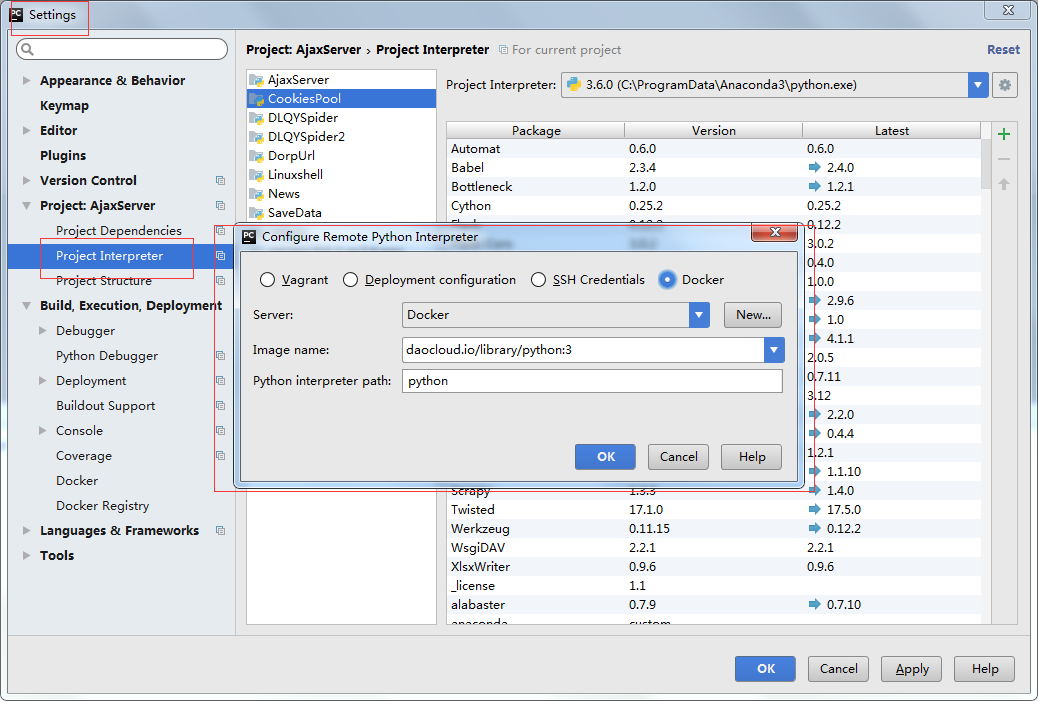 PC Settings
Project: AjaxServer › Project Interpreter For current project Reset
Appearance & Behavior
Keymap
Editor
Plugins
Version Control
Project: AjaxServer
Project Dependencies
Project Interpreter
Project Structure
Build, Execution, Deployment
Debugger
Python Debugger
Deployment
Buildout Support
Console
Coverage
Docker
Docker Registry
Languages & Frameworks
Tools
AjaxServer
CookiesPool
DLQYSpider
DLQYSpider2
DorpUrl
Linuxshell
News
SaveData
Project Interpreter: 3.6.0 (C:\ProgramData\Anaconda3\python.exe)
Package Version Latest
Automat 0.6.0 0.6.0
Babel 2.3.4 2.4.0
Bottleneck 1.2.0 1.2.1
Cython 0.25.2 0.25.2
0.12.2
3.0.2
0.4.0
1.0.0
2.9.6
1.0
4.1.1
2.0.5
0.7.11
3.12
2.2.0
0.4.4
1.2.1
1.1.10
Scrapy 1.3.3 1.4.0
Twisted 17.1.0 17.5.0
Werkzeug 0.11.15 0.12.2
WsgiDAV 2.2.1 2.2.1
XlsxWriter 0.9.6 0.9.6
_license 1.1
alabaster 0.7.9 0.7.10
anaconda custom
PC Configure Remote Python Interpreter
Vagrant Deployment configuration SSH Credentials Docker
Server: Docker New...
Image name: daocloud.io/library/python:3
Python interpreter path: python
OK Cancel Help
OK Cancel Apply Help